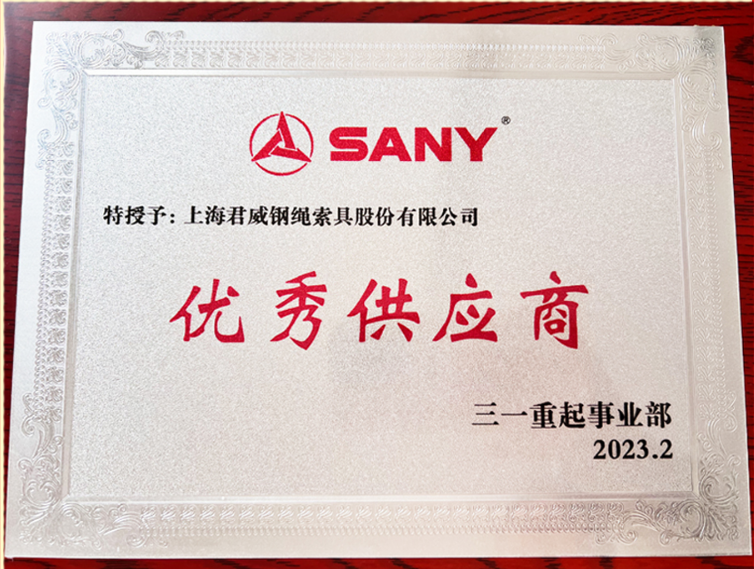 SANY®
特授予：上海君威钢绳索具股份有限公司
优秀供应商
三一重起事业部
2023.2